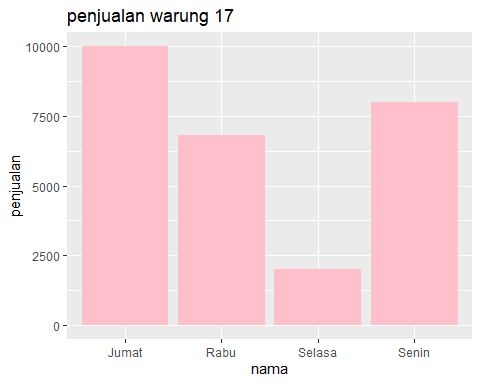 penjualan warung 17
10000
7500
5000
2500
0
penjualan
Jumat Rabu Selasa Senin
nama